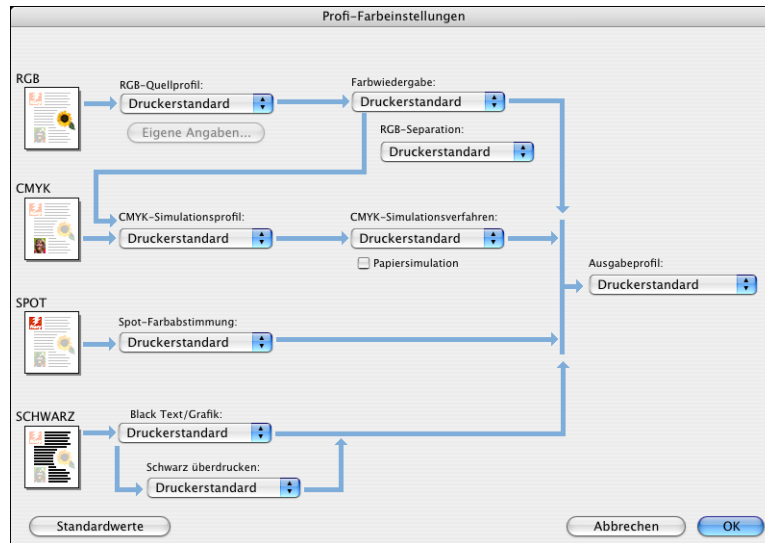 Profi-Farbeinstellungen
RGB
RGB-Quellprofil:
Druckerstandard
Eigene Angaben...
Farbwiedergabe:
Druckerstandard
RGB-Separation:
Druckerstandard
CMYK
CMYK-Simulationsprofil:
Druckerstandard
CMYK-Simulationsverfahren:
Druckerstandard
Papiersimulation
Ausgabeprofil:
Druckerstandard
SPOT
Spot-Farbabstimmung:
Druckerstandard
SCHWARZ
Black Text/Grafik:
Druckerstandard
Schwarz überdrucken:
Druckerstandard
Standardwerte
Abbrechen
OK